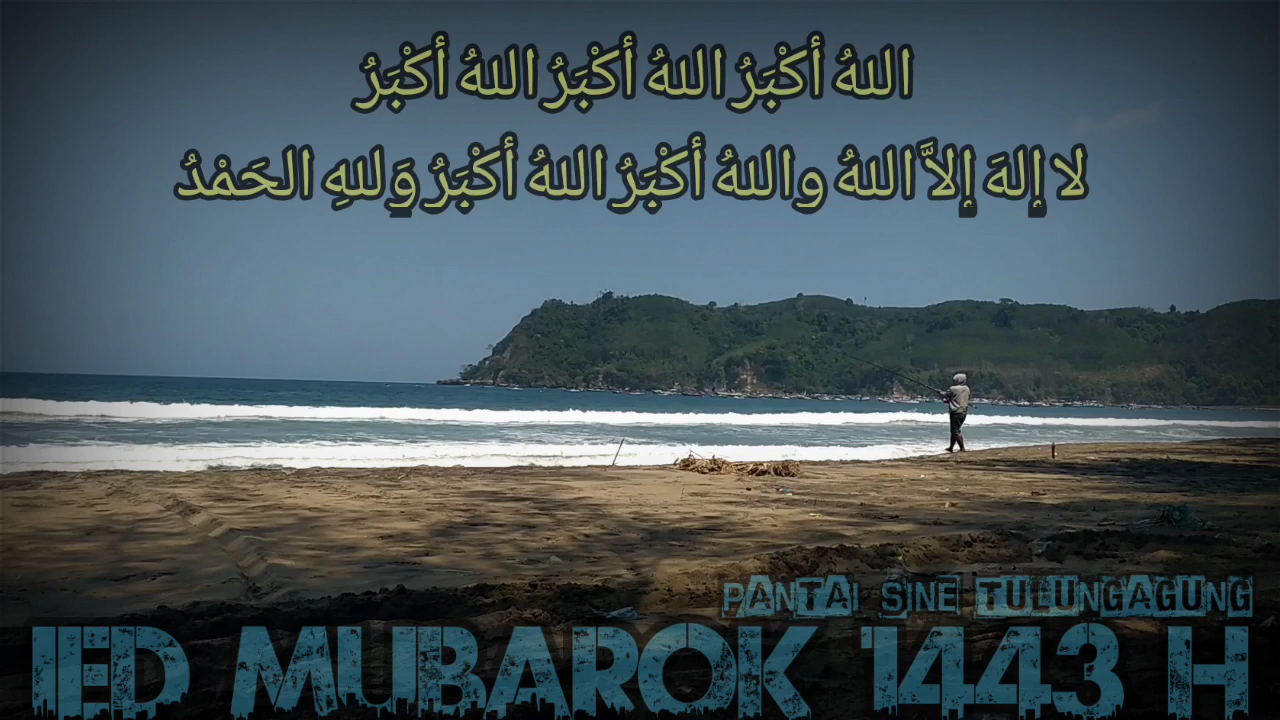 اللهُ أكْبَرُ اللهُ أكْبَرُ اللهُ أكْبَرُ
لا إلهَ إلاَّ اللهُ واللهُ أكْبَرُ اللهُ أكْبَرُ وَللهِ الحَمْدُ
PANTAI SINE TULUNGAGUNG
IED MUBAROK 1443 H